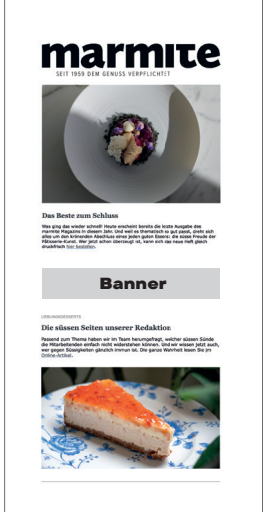 marmite
SEIT 1959 DEM GENUSS VERPFLICHTET
Das Beste zum Schluss
Was ging das wieder schnell! Heute erscheint bereits die letzte Ausgabe des
marmite Magazins in diesem Jahr. Und weil es thematisch so gut passt, dreht sich
alles um den krönenden Abschluss eines jeden guten Essens: die süsse Freude der
Pâtisserie-Kunst. Wer jetzt schon überzeugt ist, kann sich das neue Heft gleich
druckfrisch hier bestellen.
Banner
LIEBLINGSDESSERTS
Die süssen Seiten unserer Redaktion
Passend zum Thema haben wir im Team herumgefragt, welcher süssen Sünde
die Mitarbeitenden einfach nicht widerstehen können. Und wir wissen jetzt auch,
wer gegen Süssigkeiten gänzlich immun ist. Die ganze Wahrheit lesen Sie im
Online-Artikel.